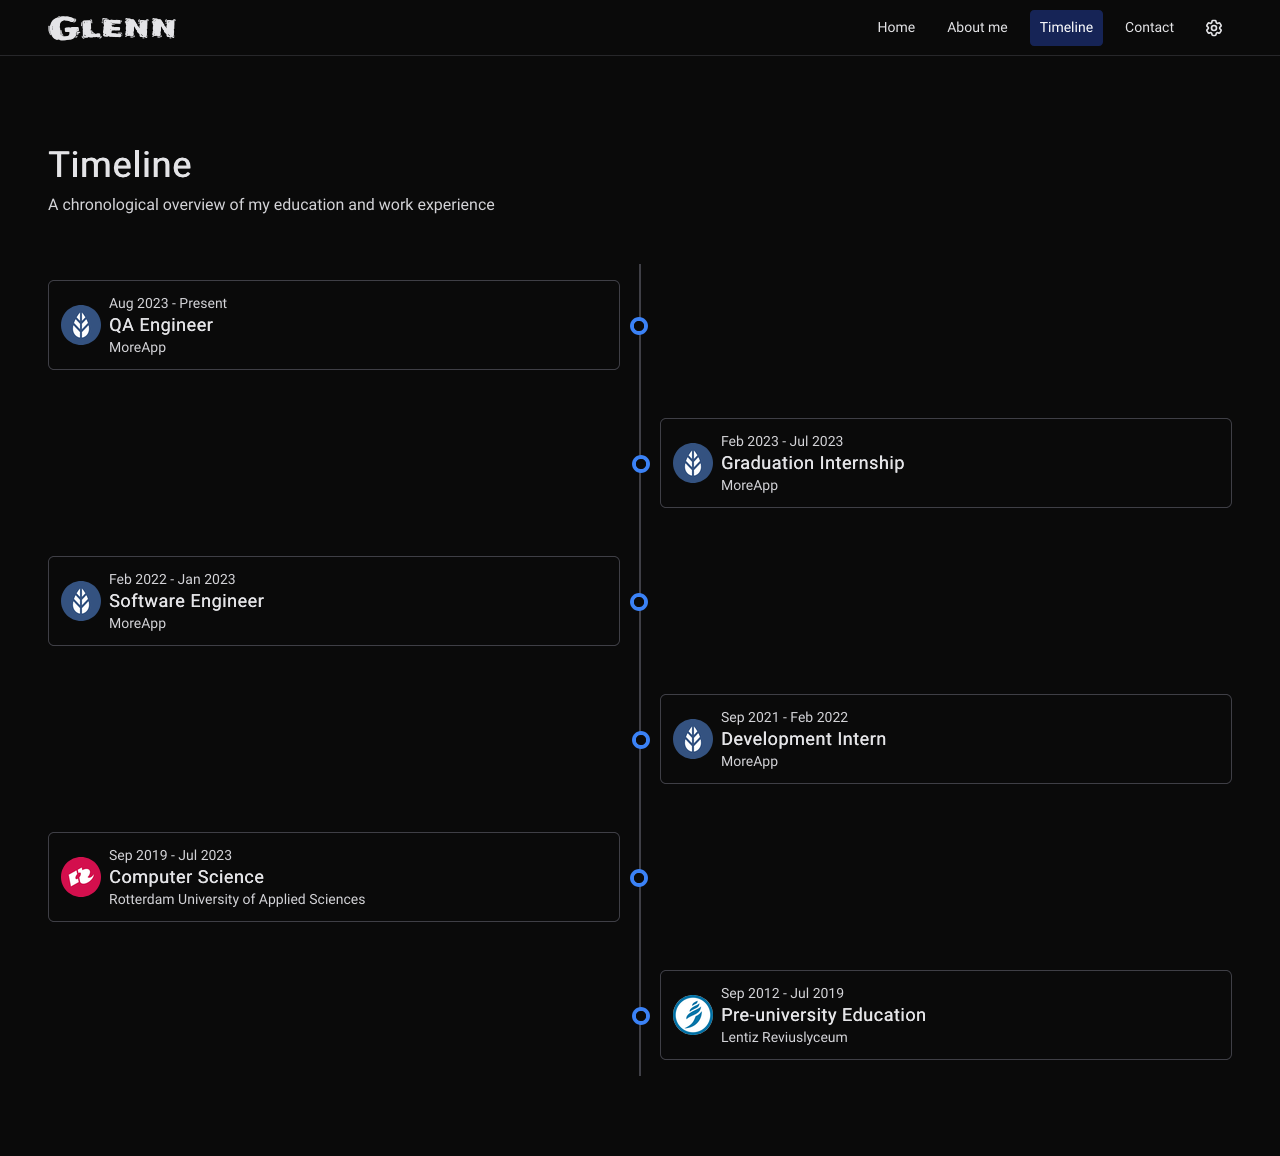 GLENN
Home
About me
Timeline
Contact
Timeline
A chronological overview of my education and work experience
Aug 2023 - Present
QA Engineer
MoreApp
Feb 2023 - Jul 2023
Graduation Internship
MoreApp
Feb 2022 - Jan 2023
Software Engineer
MoreApp
Sep 2021 - Feb 2022
Development Intern
MoreApp
Sep 2019 - Jul 2023
Computer Science
Rotterdam University of Applied Sciences
Sep 2012 - Jul 2019
Pre-university Education
Lentiz Reviuslyceum